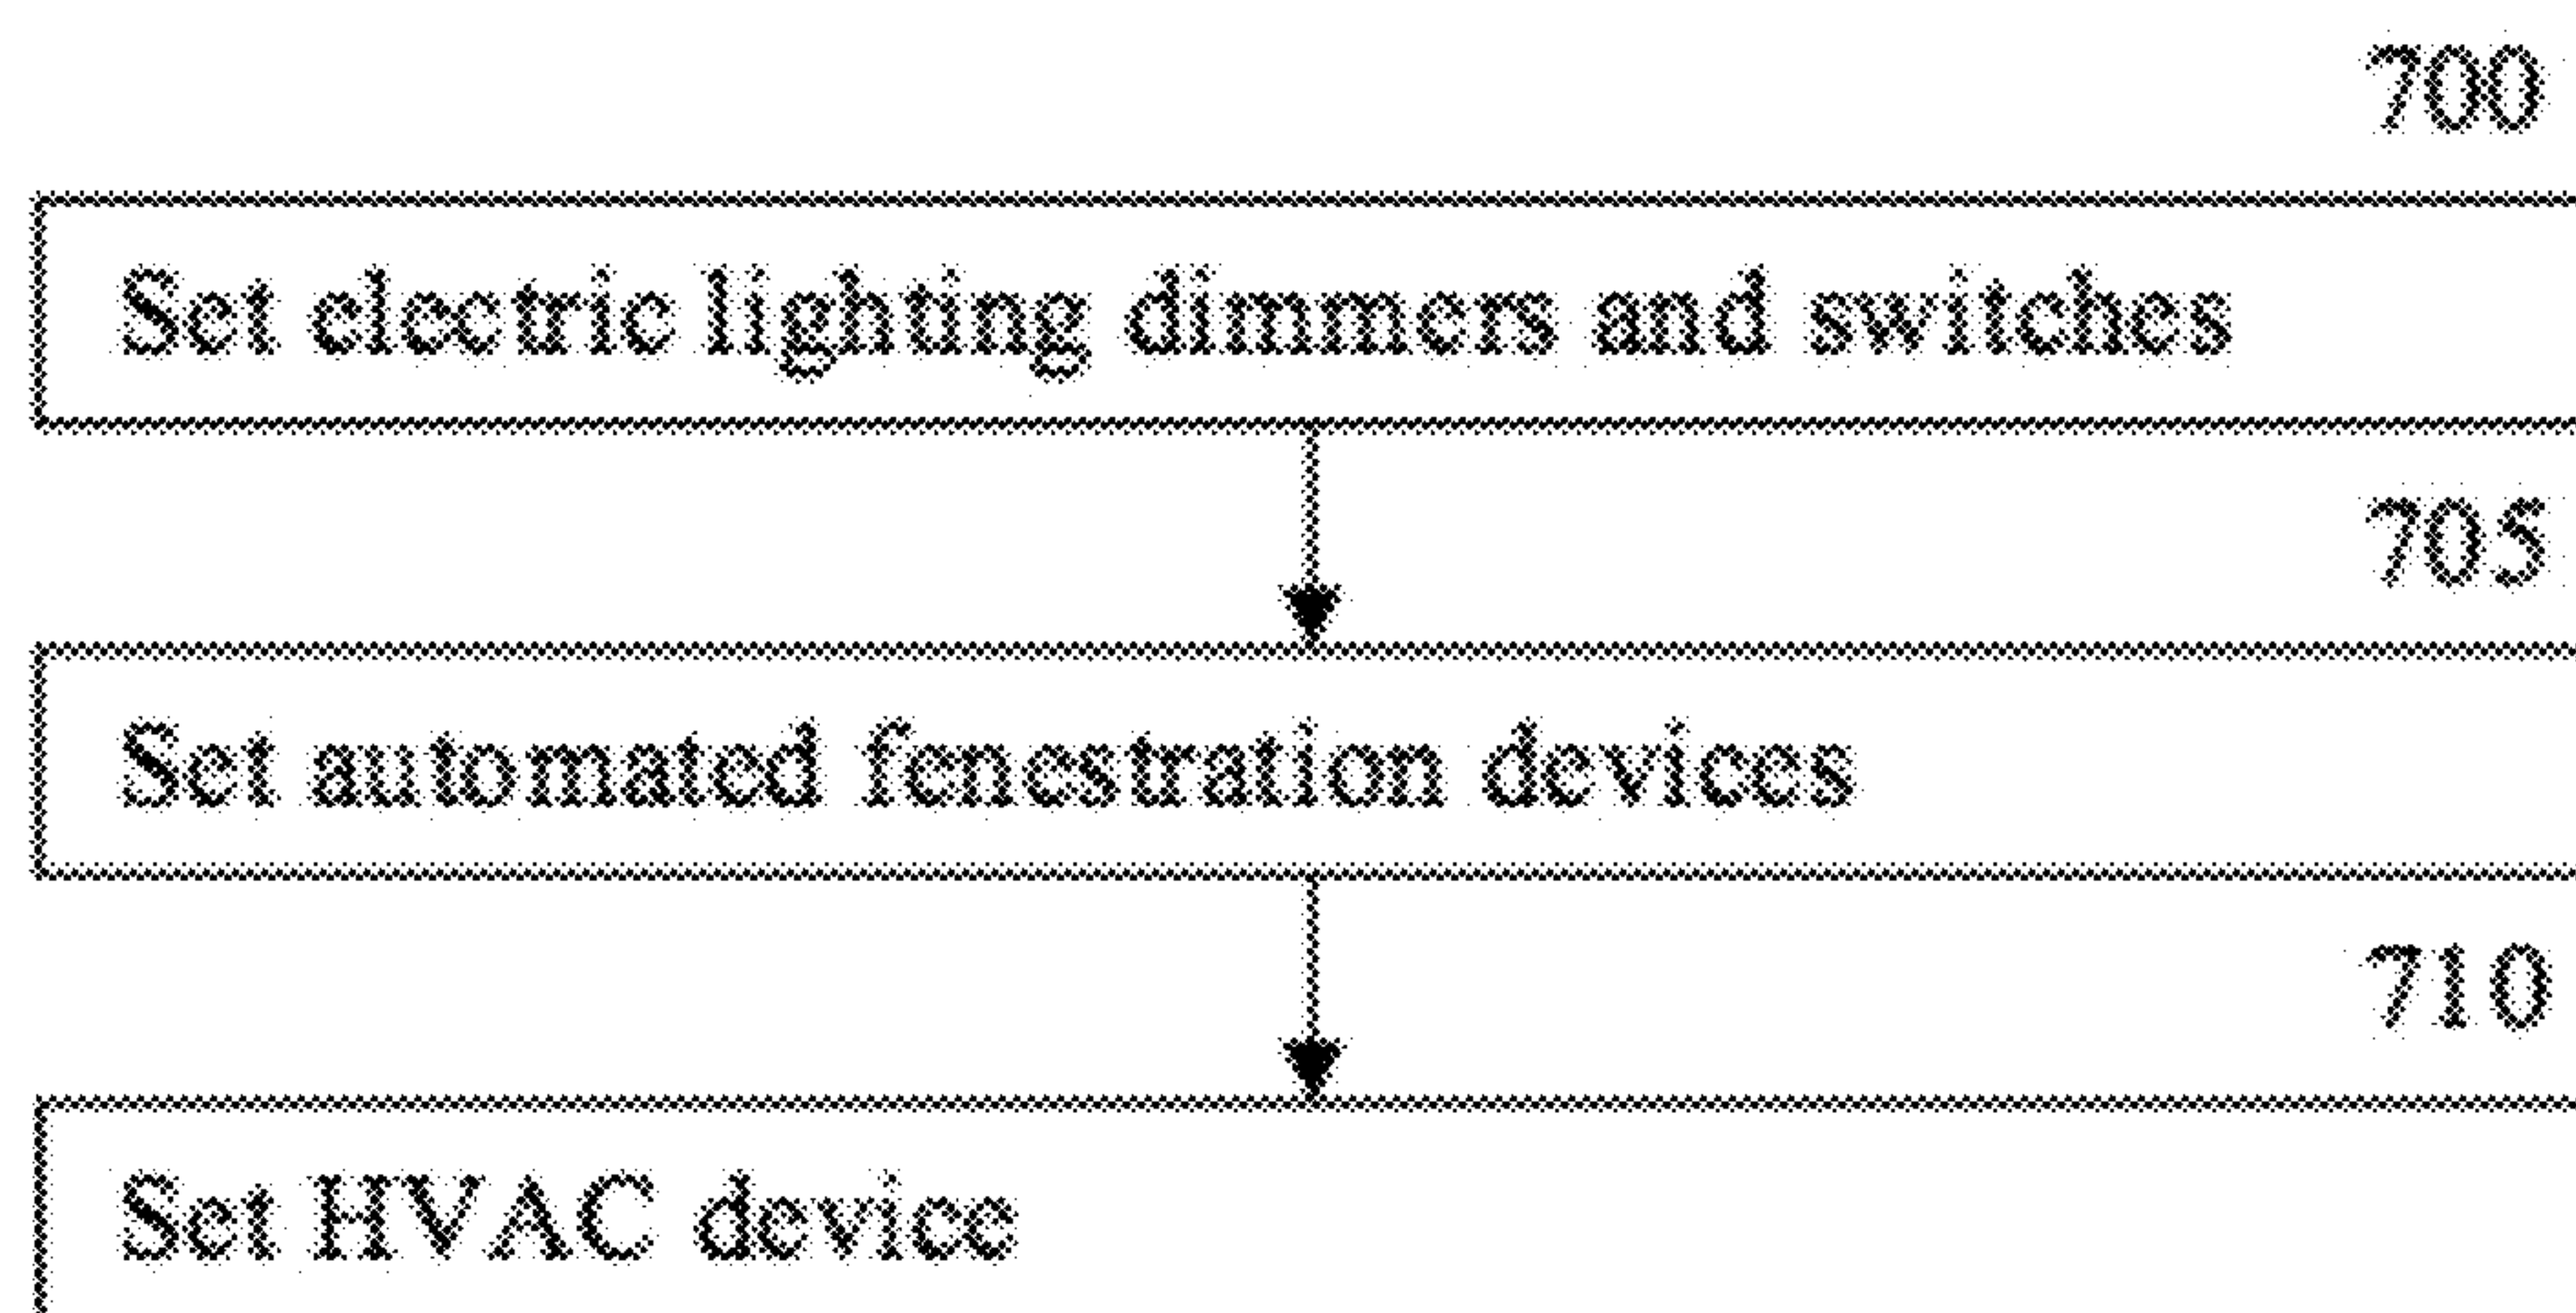 700
Set electric lighting dimmers and switches
705
Set automated fenestration devices
710
Set HVAC device